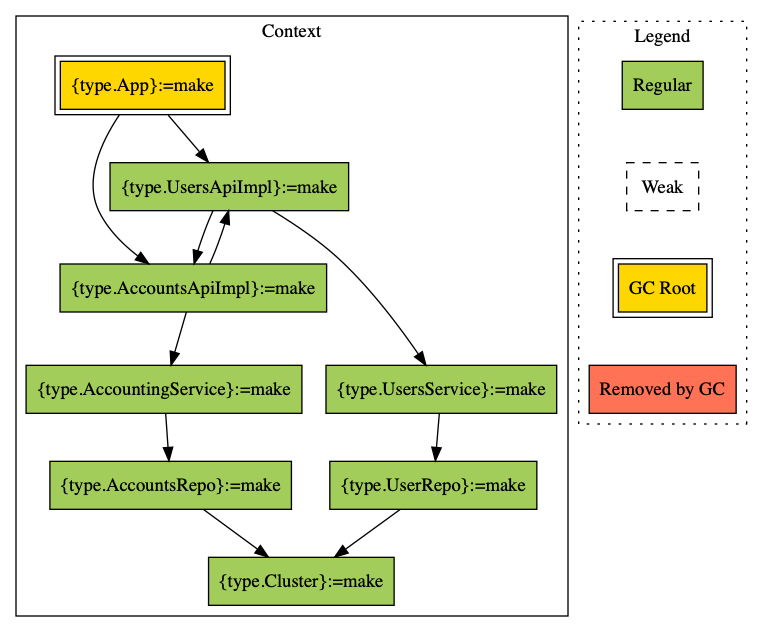 Context
{type.App}:=make
{type.UsersApiImpl}:=make
{type.AccountsApiImpl}:=make
{type.AccountingService}:=make
{type.UsersService}:=make
{type.AccountsRepo}:=make
{type.UserRepo}:=make
{type.Cluster}:=make
Legend
Regular
Weak
GC Root
Removed by GC